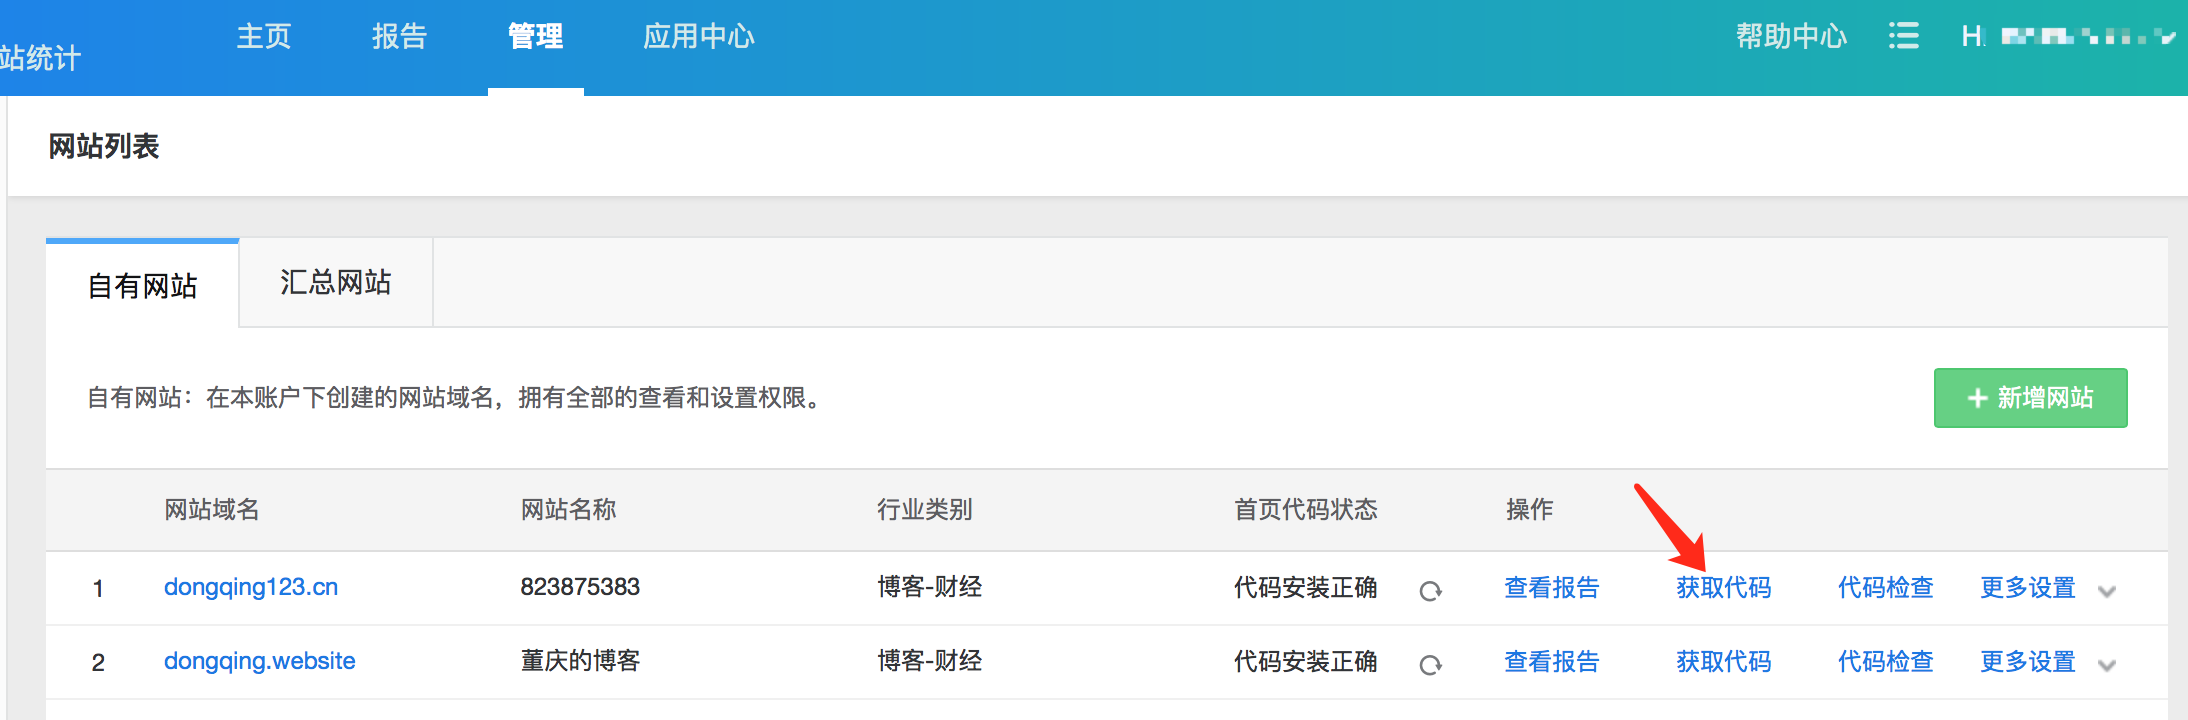 站统计 主页 报告 管理 应用中心 帮助中心 H
网站列表
自有网站 汇总网站
自有网站：在本账户下创建的网站域名，拥有全部的查看和设置权限。 新增网站
网站域名 网站名称 行业类别 首页代码状态 操作
1 dongqing123.cn 823875383 博客-财经 代码安装正确 查看报告 获取代码 代码检查 更多设置
2 dongqing.website 董庆的博客 博客-财经 代码安装正确 查看报告 获取代码 代码检查 更多设置